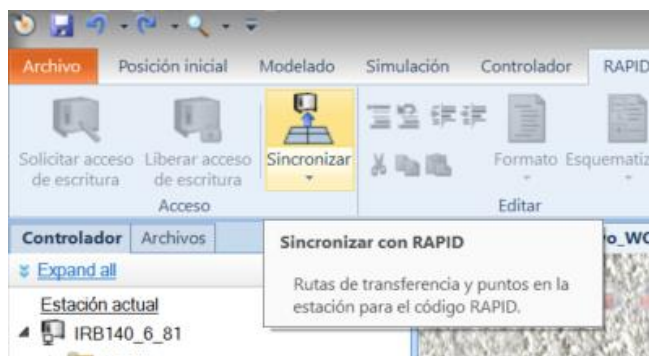 Archivo Posición inicial Modelado Simulación Controlador RAPID
Solicitar acceso de escritura
Liberar acceso de escritura
Sincronizar
Formato
Acceso
Editar
Controlador Archivos
Expand all
Estación actual
IRB140_6_81
Sincronizar con RAPID
Rutas de transferencia y puntos en la
estación para el código RAPID.